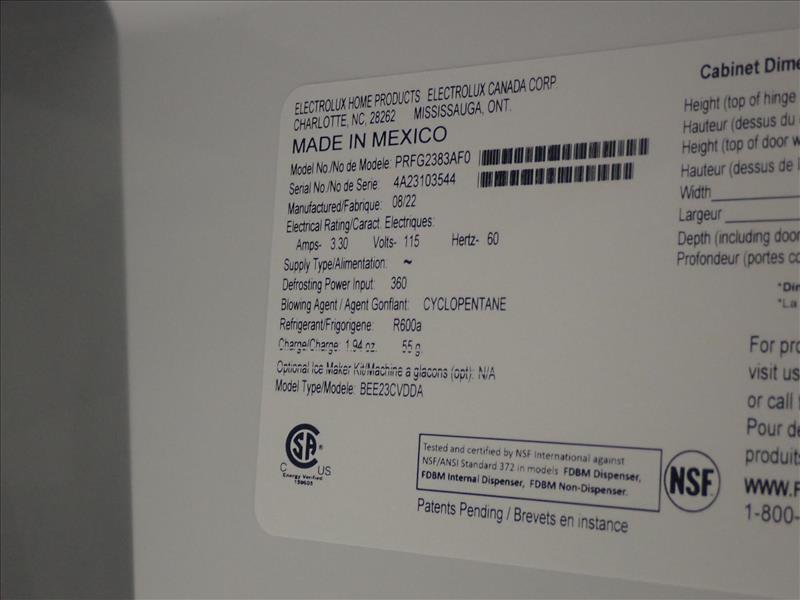 ELECTROLUX HOME PRODUCTS ELECTROLUX CANADA CORP
CHARLOTTE, NC, 28262 MISSISSAUGA, ONT.
MADE IN MEXICO
Model No /No de Modele: PRFG2383AF0
Serial No /No de Serie: 4A23103544
Manufactured/Fabrique: 08/22
Electrical Rating/Caract. Electriques:
Amps- 3.30 Volts- 115 Hertz- 60
Supply Type/Alimentation: ~
Defrosting Power Input: 360
Blowing Agent / Agent Gonflant: CYCLOPENTANE
Refrigerant/Frigorigene: R600a
Charge/Charge: 1.94 oz. 55 g.
Optional Ice Maker Kit/Machine a glacons (opt): N/A
Model Type/Modele: BEE23CVDDA
CSA
C US
Energy Verified
159605
Tested and certified by NSF International against
NSF/ANSI Standard 372 in models FDBM Dispenser,
FDBM Internal Dispenser, FDBM Non-Dispenser.
NSF
Patents Pending / Brevets en instance
Cabinet Dime
Height (top of hinge
Hauteur (dessus du
Height (top of door w
Hauteur (dessus de l
Width
Largeur
Depth (including door
Profondeur (portes co
*Din
*La
For pro
visit us
or call
Pour de
produits
www.F
1-800-